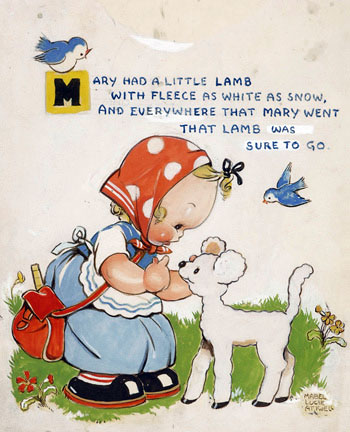 MARY HAD A LITTLE LAMB
WITH FLEECE AS WHITE AS SNOW,
AND EVERYWHERE THAT MARY WENT
THAT LAMB WAS
SURE TO GO.
MABEL
LUCIE
ATTWELL